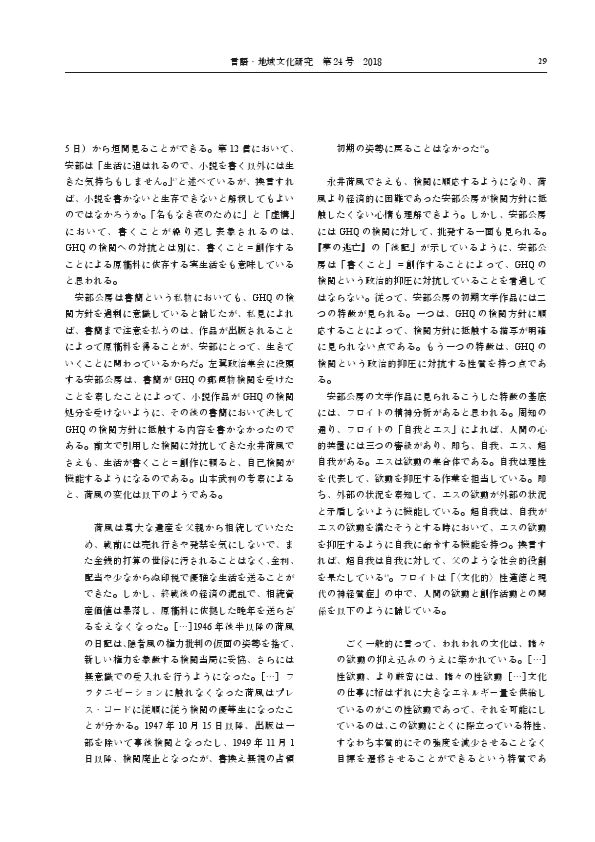 言語・地域文化研究　第 24 号　2018
29
5 日）から垣間見ることができる。第 13 信において、
安部は「生活に追はれるので、小説を書く以外には生
きた気持ちもしません。」と述べているが、換言すれ
ば、小説を書かないと生存できないと解釈してもよい
のではなかろうか。「名もなき夜のために」と「虚構」
において、書くことが繰り返し表象されるのは、
GHQ の検閲への対抗とは別に、書くこと＝創作する
ことによる原稿料に依存する実生活をも意味している
と思われる。
安部公房は書簡という私物においても、GHQ の検
閲方針を過剰に意識していると論じたが、私見によれ
ば、書簡まで注意を払うのは、作品が出版されること
によって原稿料を得ることが、安部にとって、生きて
いくことに関わっているからだ。左翼政治集会に没頭
する安部公房は、書簡が GHQ の郵便物検閲を受けた
ことを察したことによって、小説作品が GHQ の検閲
処分を受けないように、その後の書簡において決して
GHQ の検閲方針に抵触する内容を書かなかったので
ある。前文で引用した検閲に対抗してきた永井荷風で
さえも、生活が書くこと＝創作に頼ると、自己検閲が
機能するようになるのである。山本武利の考察による
と、荷風の変化は以下のようである。
荷風は莫大な遺産を父親から相続していたた
め、戦前には売れ行きや発禁を気にしないで、ま
た金銭的打算の世俗に汚されることはなく、金利、
配当や少なからぬ印税で優雅な生活を送ることが
できた。しかし、終戦後の経済の混乱で、相続資
産価値は暴落し、原稿料に依拠した晩年を送らざ
るをえなくなった。[…]1946 年後半以降の荷風
の日記は、隠者風の権力批判の仮面の姿勢を捨て、
新しい権力を象徴する検閲当局に妥協、さらには
無意識での受入れを行うようになった。[…] フ
ラタニゼーションに触れなくなった荷風はプレ
ス・コードに従順に従う検閲の優等生になったこ
とが分かる。1947 年 10 月 15 日以降、出版は一
部を除いて事後検閲となったし、1949 年 11 月 1
日以降、検閲廃止となったが、書換え無視の占領
初期の姿勢に戻ることはなかった。
永井荷風でさえも、検閲に順応するようになり、荷
風より経済的に困難であった安部公房が検閲方針に抵
触したくない心情も理解できよう。しかし、安部公房
には GHQ の検閲に対して、挑発する一面も見られる。
『夢の逃亡』の「後記」が示しているように、安部公
房は「書くこと」＝創作することによって、GHQ の
検閲という政治的抑圧に対抗していることを看過して
はならない。従って、安部公房の初期文学作品には二
つの特徴が見られる。一つは、GHQ の検閲方針に順
応することによって、検閲方針に抵触する描写が明確
に見られない点である。もう一つの特徴は、GHQ の
検閲という政治的抑圧に対抗する性質を持つ点であ
る。
安部公房の文学作品に見られるこうした特徴の基底
には、フロイトの精神分析があると思われる。周知の
通り、フロイトの「自我とエス」によれば、人間の心
的装置には三つの審級があり、即ち、自我、エス、超
自我がある。エスは欲動の集合体である。自我は理性
を代表して、欲動を抑圧する作業を担当している。即
ち、外部の状況を察知して、エスの欲動が外部の状況
と矛盾しないように機能している。超自我は、自我が
エスの欲動を満たそうとする時において、エスの欲動
を抑圧するように自我に命令する機能を持つ。換言す
れば、超自我は自我に対して、父のような社会的役割
を果たしている。フロイトは「〈文化的〉性道徳と現
代の神経質症」の中で、人間の欲動と創作活動との関
係を以下のように論じている。
ごく一般的に言って、われわれの文化は、諸々
の欲動の抑え込みのうえに築かれている。[…]
性欲動、より厳密には、諸々の性欲動 […]文化
の仕事に桁はずれに大きなエネルギー量を供給し
ているのがこの性欲動であって、それを可能にし
ているのは、この欲動にとくに際立っている特性、
すなわち本質的にその強度を減少させることなく
目標を遷移させることができるという特質であ